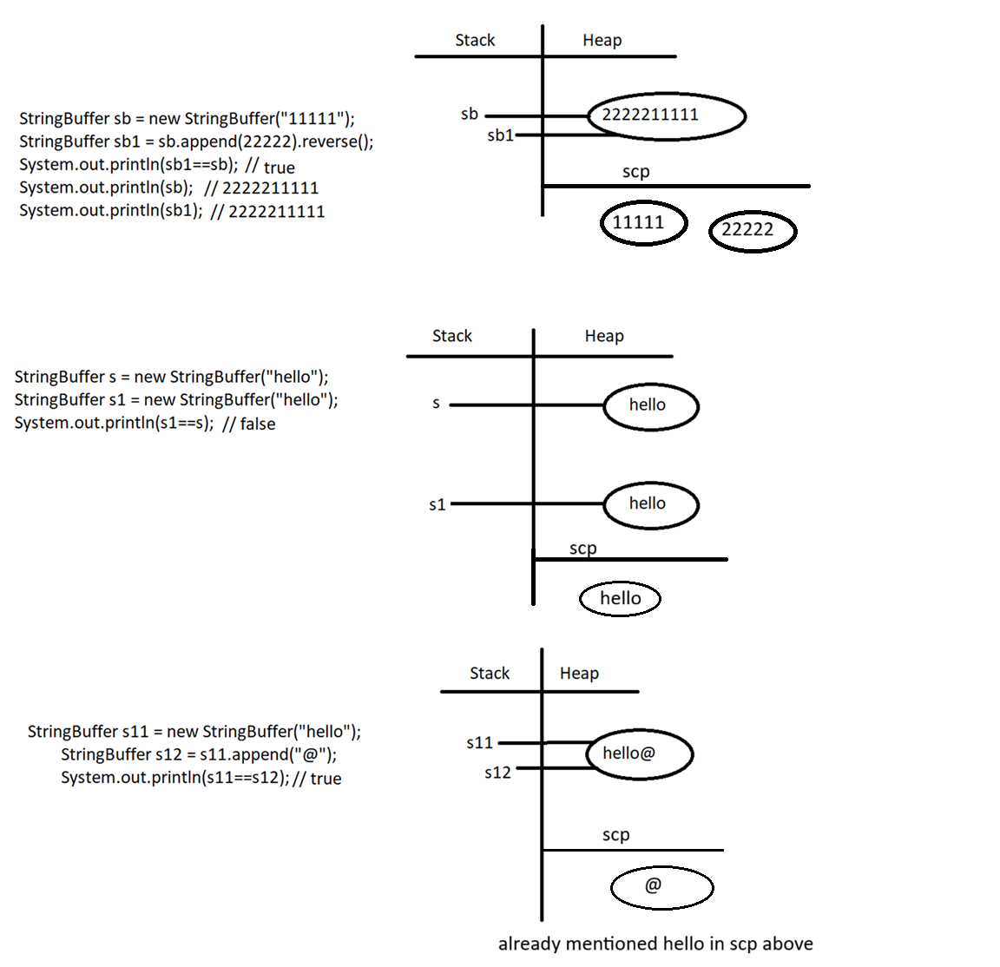 Stack Heap
StringBuffer sb = new StringBuffer("11111");
StringBuffer sb1 = sb.append(22222).reverse();
System.out.println(sb1==sb); // true
System.out.println(sb); // 2222211111
System.out.println(sb1); // 2222211111
sb 2222211111
sb1
scp
11111 22222
Stack Heap
StringBuffer s = new StringBuffer("hello");
StringBuffer s1 = new StringBuffer("hello");
System.out.println(s1==s); // false
s hello
s1 hello
scp
hello
Stack Heap
StringBuffer s11 = new StringBuffer("hello");
StringBuffer s12 = s11.append("@");
System.out.println(s11==s12); // true
s11 hello@
s12
scp
@
already mentioned hello in scp above